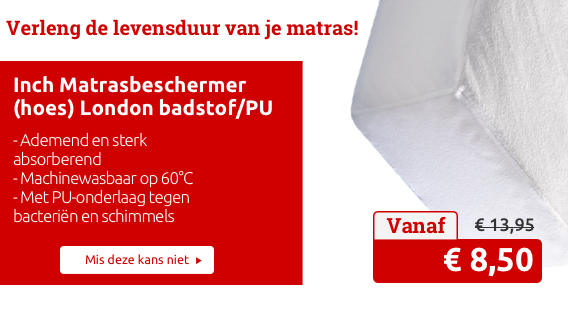 Verleng de levensduur van je matras!
Inch Matrasbeschermer
(hoes) London badstof/PU
- Ademend en sterk
absorberend
- Machinewasbaar op 60°C
- Met PU-onderlaag tegen
bacteriën en schimmels
Mis deze kans niet
Vanaf
€ 13,95
€ 8,50